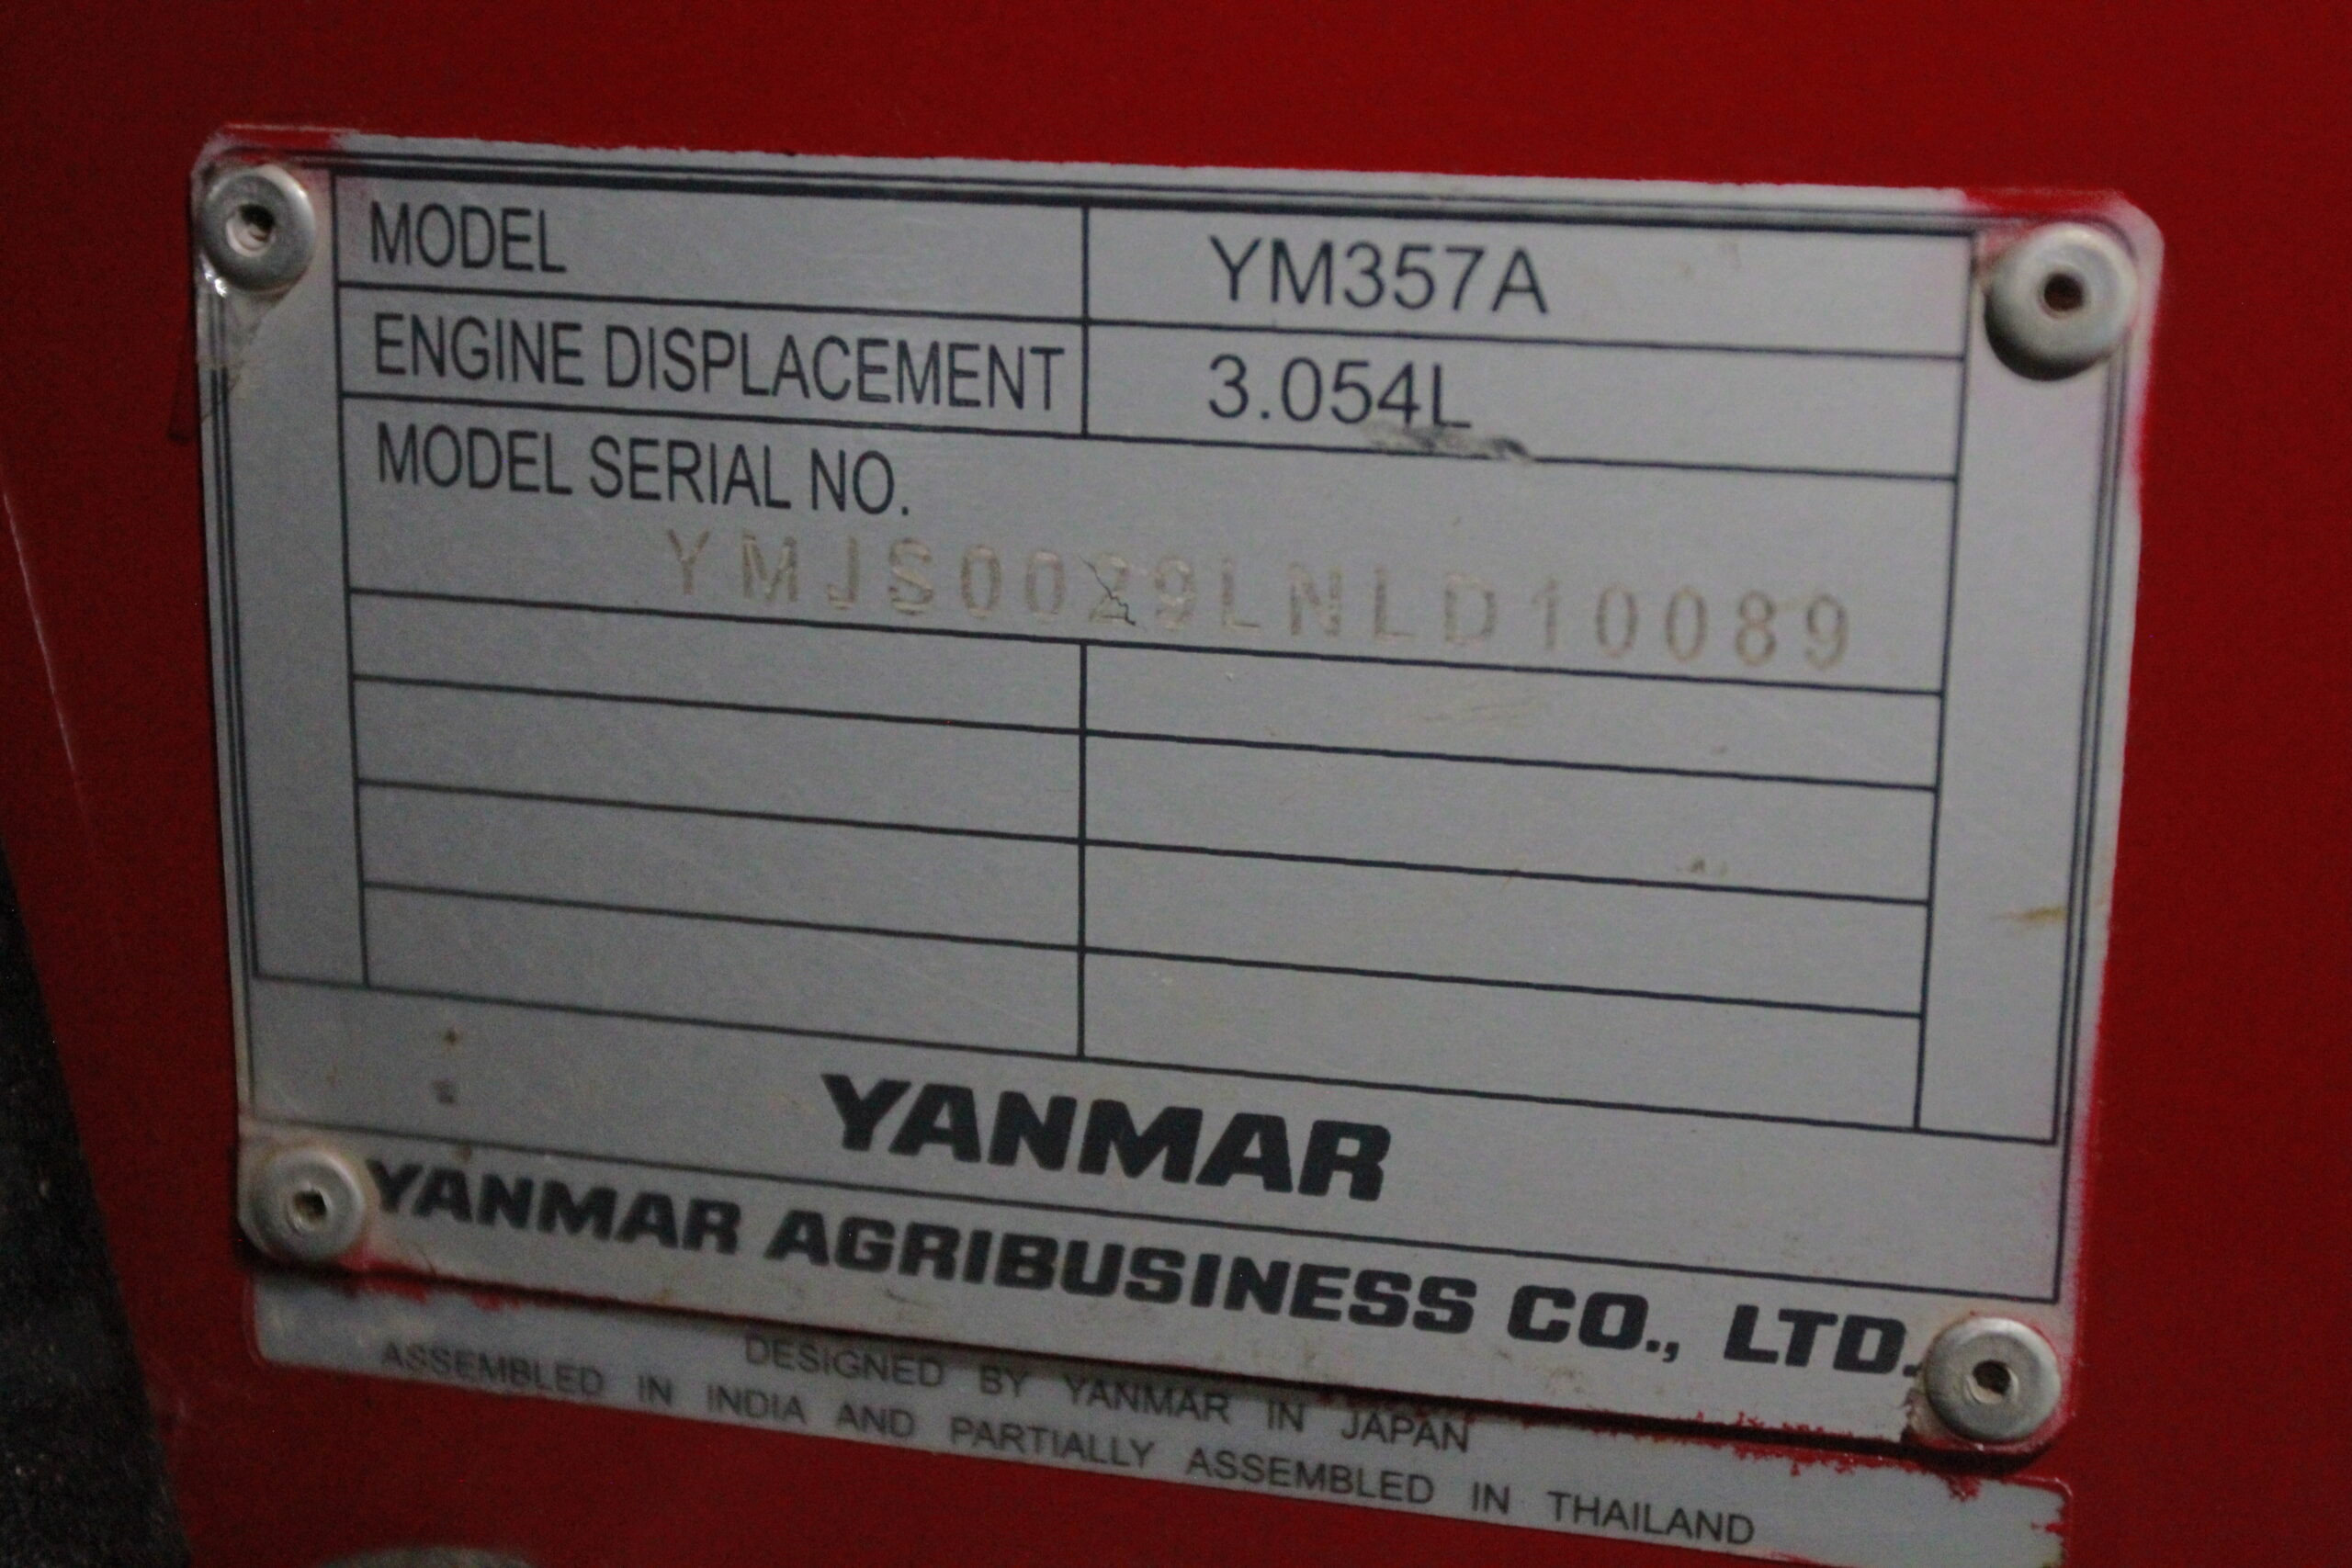 MODEL YM357A
ENGINE DISPLACEMENT 3.054L
MODEL SERIAL NO.
YMJS0029LNLD10089
YANMAR
YANMAR AGRIBUSINESS CO., LTD.
DESIGNED BY YANMAR IN JAPAN
ASSEMBLED IN INDIA AND PARTIALLY ASSEMBLED IN THAILAND